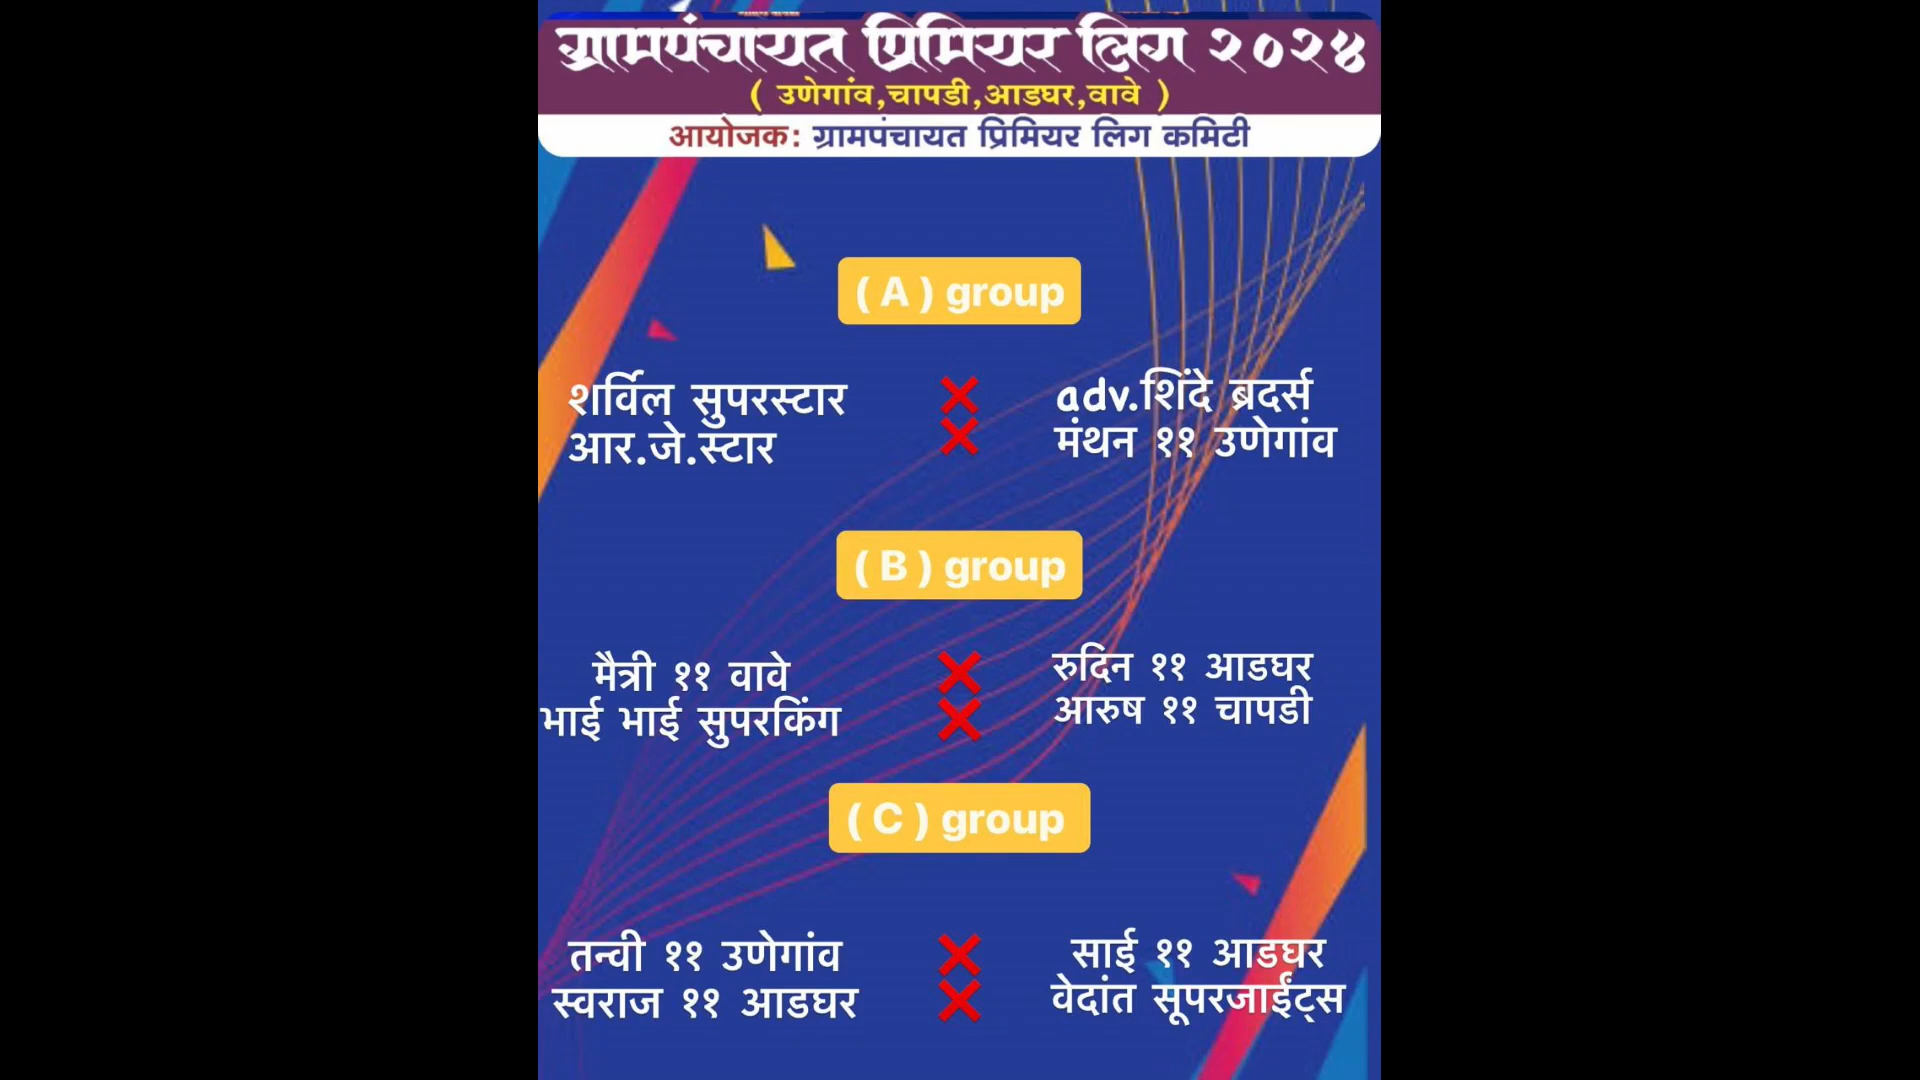 ग्रामपंचायत प्रिमियर लिग २०२४
( उणेगांव,चापडी,आडघर,वावे )
आयोजक: ग्रामपंचायत प्रिमियर लिग कमिटी
( A ) group
शर्विल सुपरस्टार ❌ adv.शिंदे ब्रदर्स
आर.जे.स्टार ❌ मंथन ११ उणेगांव
( B ) group
मैत्री ११ वावे ❌ रुदिन ११ आडघर
भाई भाई सुपरकिंग ❌ आरुष ११ चापडी
( C ) group
तन्वी ११ उणेगांव ❌ साई ११ आडघर
स्वराज ११ आडघर ❌ वेदांत सूपरजाईंट्स